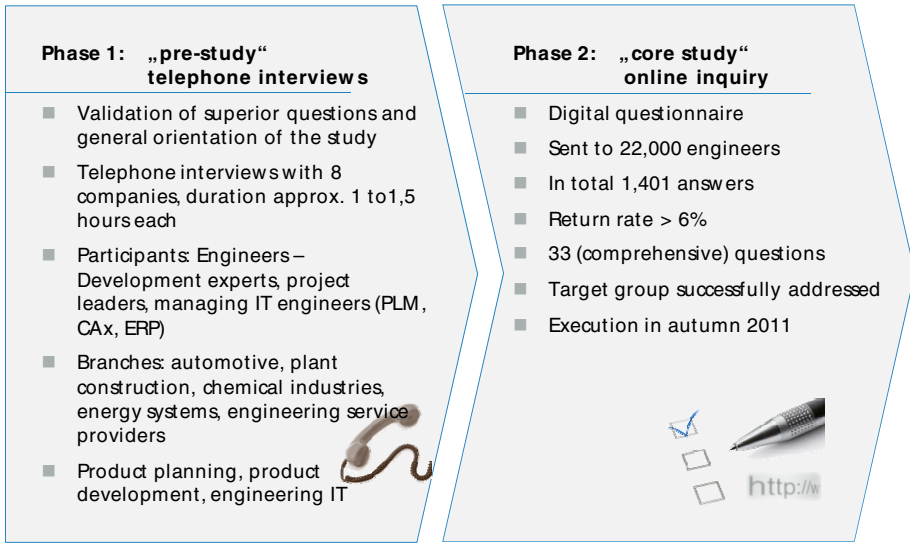 Phase 1: „pre-study“
telephone interviews
Validation of superior questions and
general orientation of the study
Telephone interviews with 8
companies, duration approx. 1 to1,5
hours each
Participants: Engineers –
Development experts, project
leaders, managing IT engineers (PLM,
CAx, ERP)
Branches: automotive, plant
construction, chemical industries,
energy systems, engineering service
providers
Product planning, product
development, engineering IT
Phase 2: „core study“
online inquiry
Digital questionnaire
Sent to 22,000 engineers
In total 1,401 answers
Return rate > 6%
33 (comprehensive) questions
Target group successfully addressed
Execution in autumn 2011
http://w